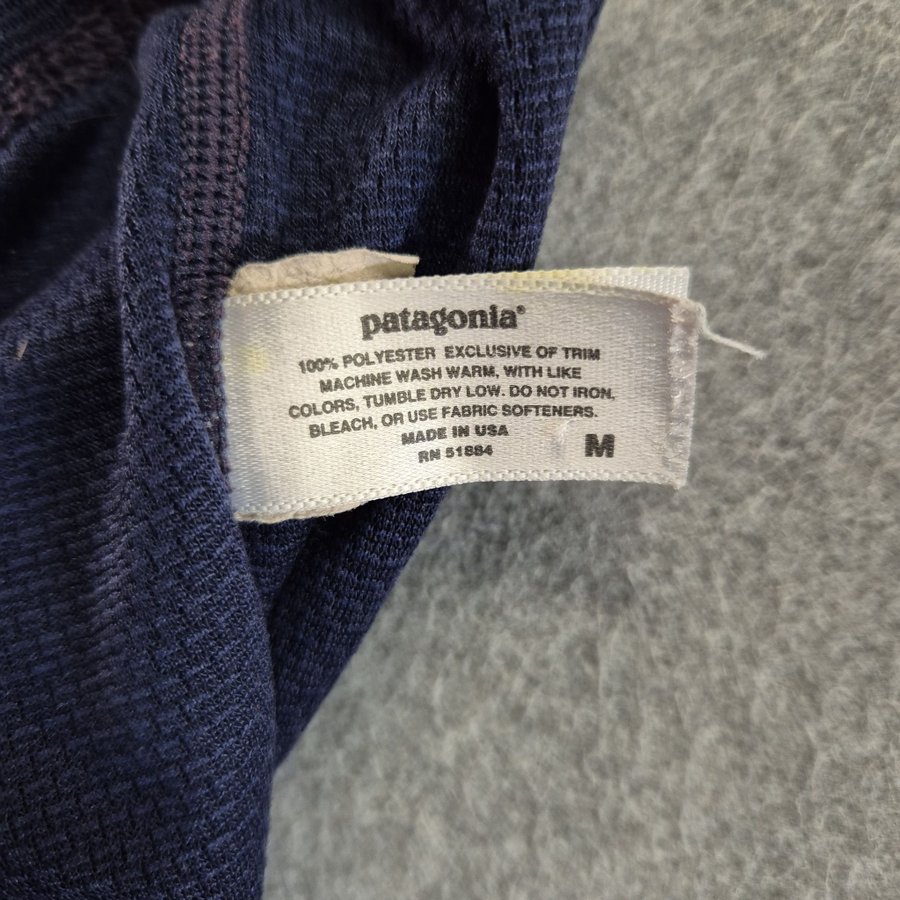 patagonia®
100% POLYESTER EXCLUSIVE OF TRIM
MACHINE WASH WARM, WITH LIKE
COLORS, TUMBLE DRY LOW. DO NOT IRON,
BLEACH, OR USE FABRIC SOFTENERS.
MADE IN USA
RN 51884
M